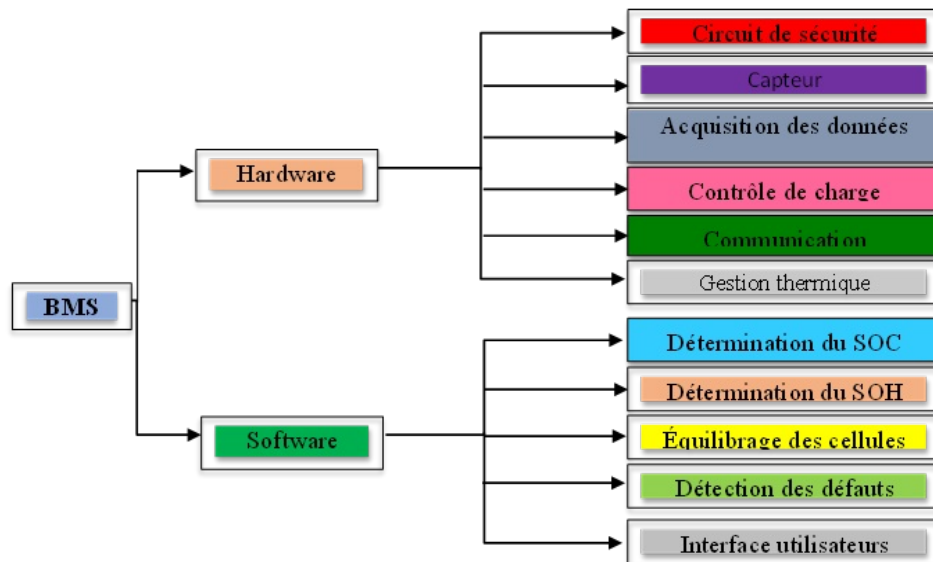 BMS
Hardware
Circuit de sécurité
Capteur
Acquisition des données
Contrôle de charge
Communication
Gestion thermique
Software
Détermination du SOC
Détermination du SOH
Équilibrage des cellules
Détection des défauts
Interface utilisateurs